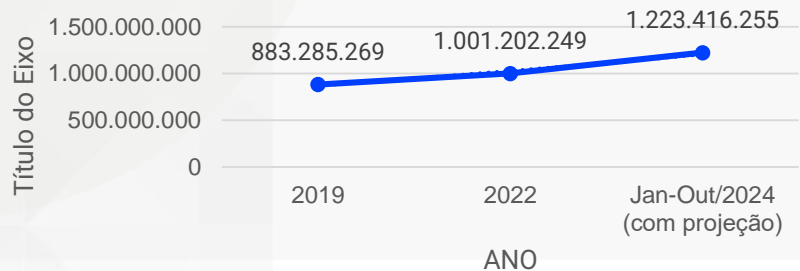 Título do Eixo
1.500.000.000
1.000.000.000
500.000.000
0
883.285.269
1.001.202.249
1.223.416.255
2019
2022
Jan-Out/2024
(com projeção)
ANO